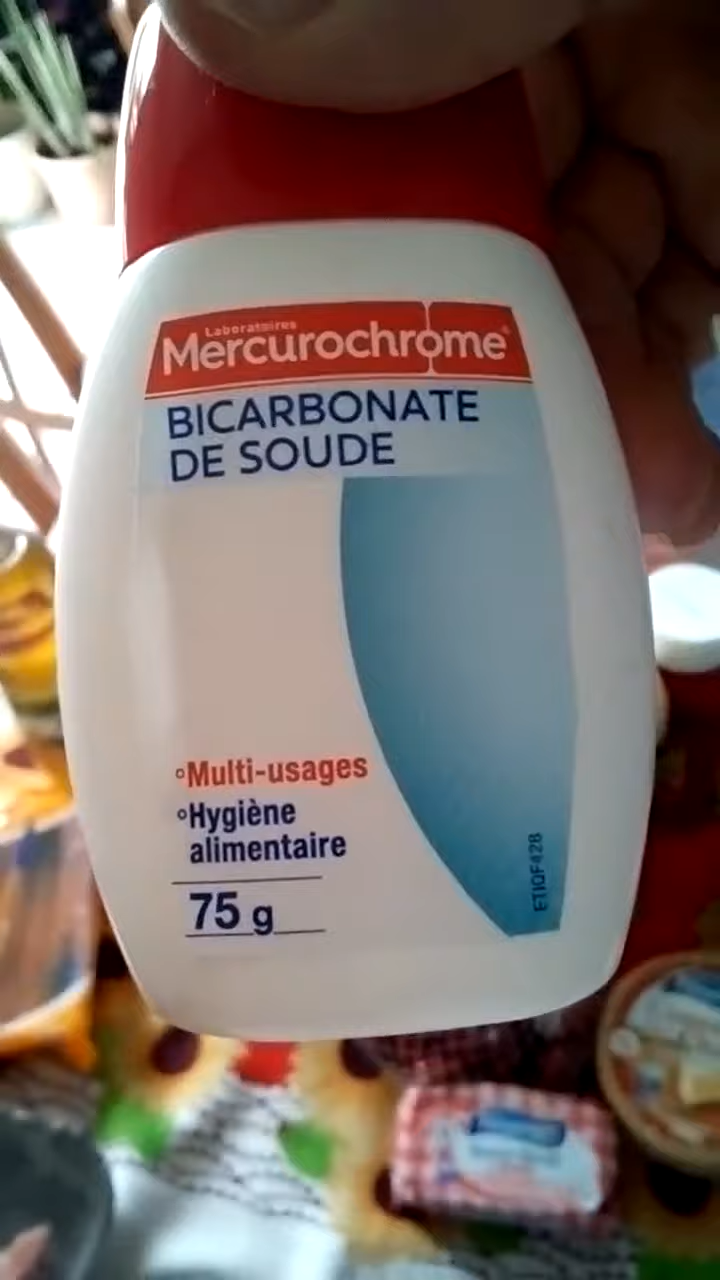 Laboratoires
Mercurochrome®
BICARBONATE
DE SOUDE
°Multi-usages
°Hygiène
alimentaire
75 g
ETIQF428